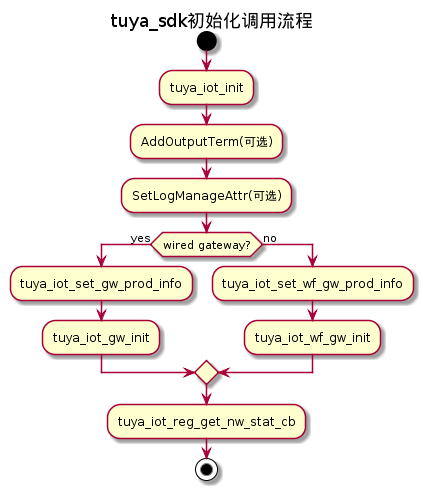 tuya_sdk初始化调用流程
tuya_iot_init
AddOutputTerm(可选)
SetLogManageAttr(可选)
wired gateway?
yes
no
tuya_iot_set_gw_prod_info
tuya_iot_gw_init
tuya_iot_set_wf_gw_prod_info
tuya_iot_wf_gw_init
tuya_iot_reg_get_nw_stat_cb